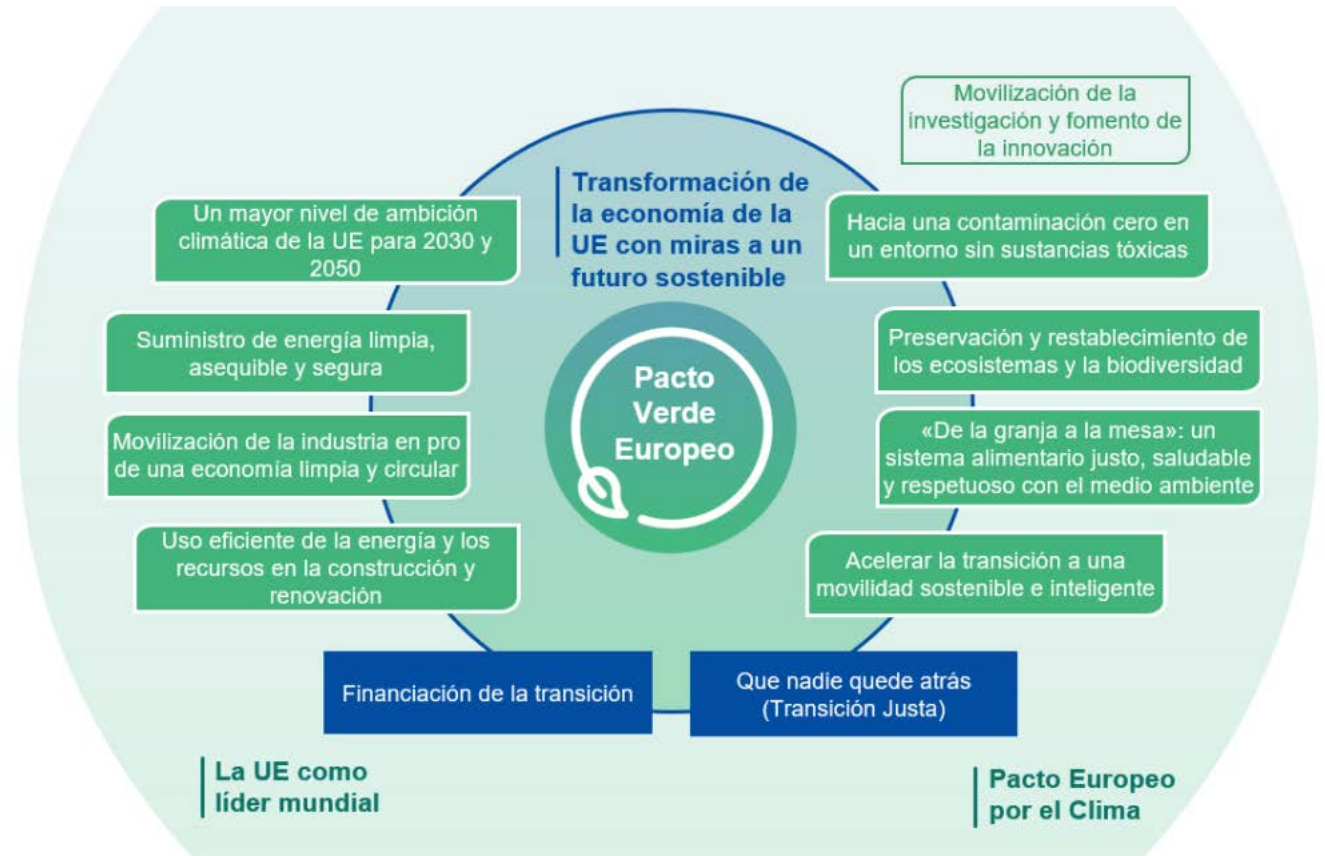 Movilización de la
investigación y fomento de
la innovación
Transformación de
la economía de la
UE con miras a un
futuro sostenible
Un mayor nivel de ambición
climática de la UE para 2030 y
2050
Hacia una contaminación cero en
un entorno sin sustancias tóxicas
Suministro de energía limpia,
asequible y segura
Preservación y restablecimiento de
los ecosistemas y la biodiversidad
Pacto
Verde
Europeo
Movilización de la industria en pro
de una economía limpia y circular
«De la granja a la mesa»: un
sistema alimentario justo, saludable
y respetuoso con el medio ambiente
Uso eficiente de la energía y los
recursos en la construcción y
renovación
Acelerar la transición a una
movilidad sostenible e inteligente
Financiación de la transición
Que nadie quede atrás
(Transición Justa)
La UE como
líder mundial
Pacto Europeo
por el Clima